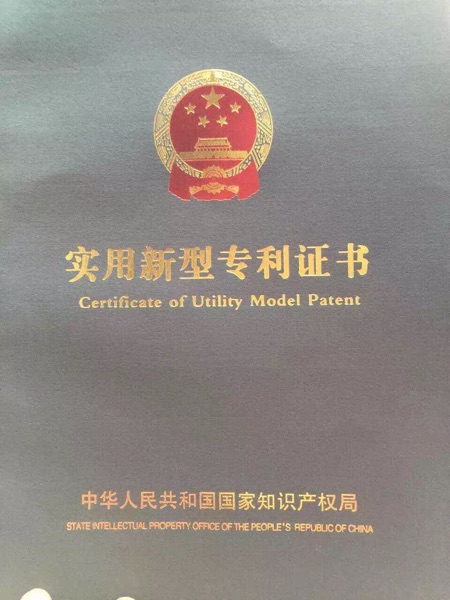 实用新型专利证书
Certificate of Utility Model Patent
中华人民共和国国家知识产权局
STATE INTELLECTUAL PROPERTY OFFICE OF THE PEOPLE'S REPUBLIC OF CHINA